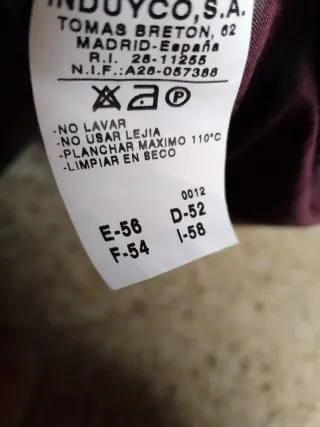 INDUYCO, S.A.
TOMAS BRETON, 62
MADRID-España
R.I. 28-11255
N.I.F.:A28-057388
P
-NO LAVAR
-NO USAR LEJIA
-PLANCHAR MAXIMO 110°C
-LIMPIAR EN SECO
0012
E-56 D-52
F-54 I-58